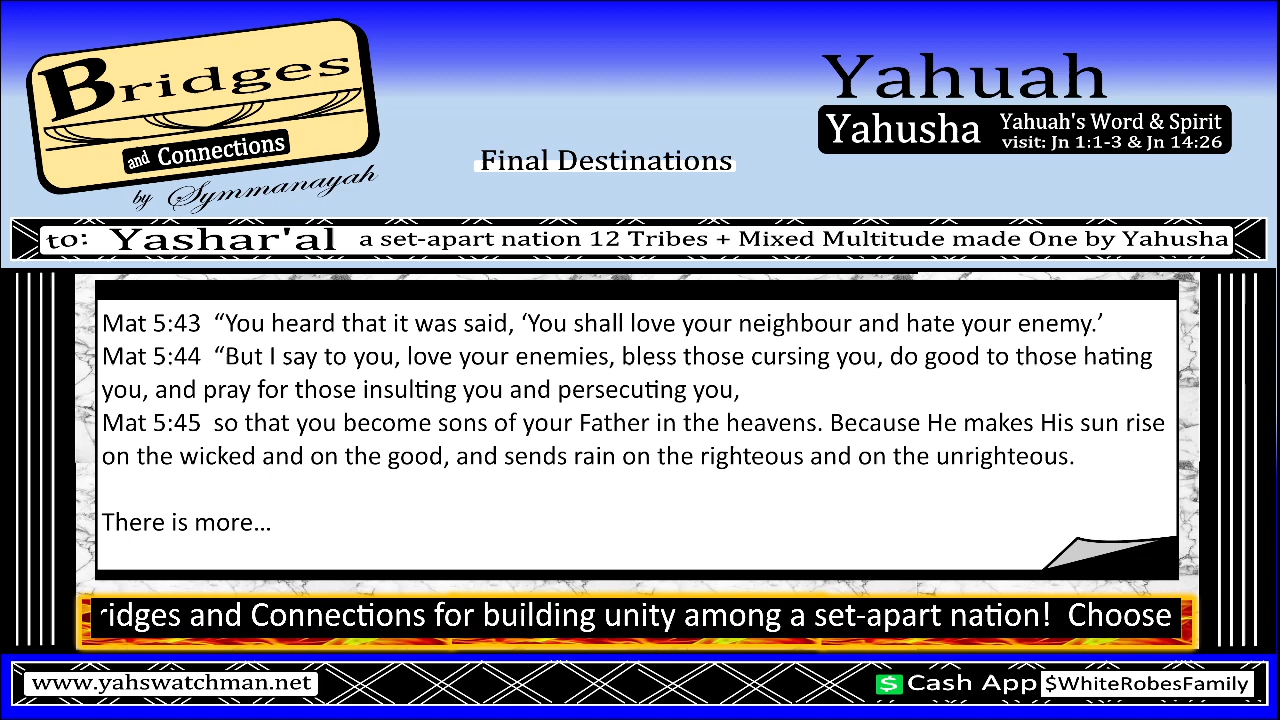 Bridges
and Connections
by Symmanayah
Final Destinations
Yahuah
Yahusha
Yahuah's Word & Spirit
visit: Jn 1:1-3 & Jn 14:26
to: Yashar'al a set-apart nation 12 Tribes + Mixed Multitude made One by Yahusha
Mat 5:43 “You heard that it was said, ‘You shall love your neighbour and hate your enemy.’
Mat 5:44 “But I say to you, love your enemies, bless those cursing you, do good to those hating
you, and pray for those insulting you and persecuting you,
Mat 5:45 so that you become sons of your Father in the heavens. Because He makes His sun rise
on the wicked and on the good, and sends rain on the righteous and on the unrighteous.
There is more…
ridges and Connections for building unity among a set-apart nation! Choose
www.yahswatchman.net
$ Cash App $WhiteRobesFamily